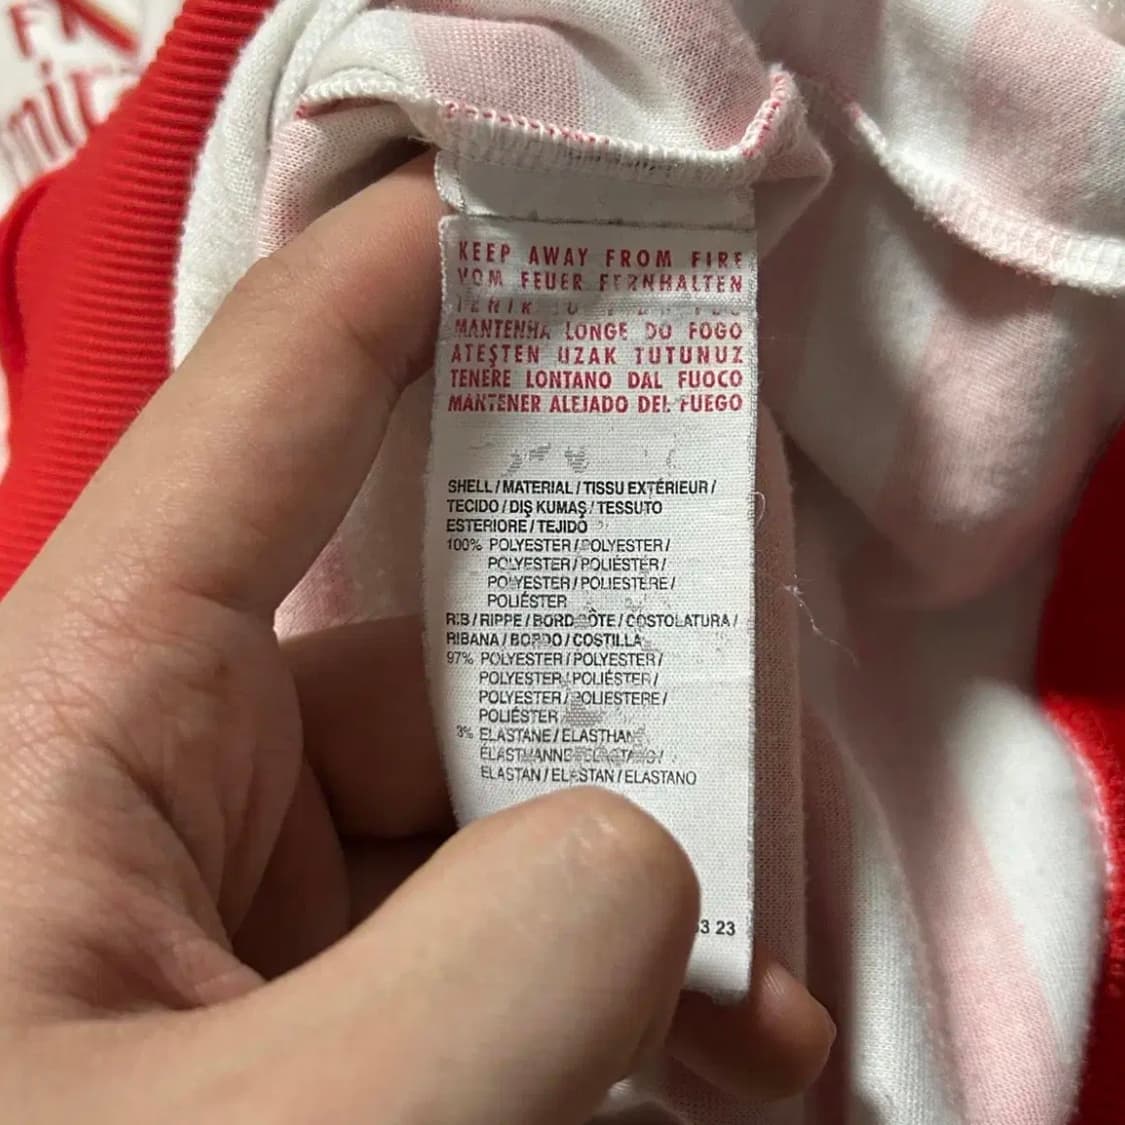 KEEP AWAY FROM FIRE
VOM FEUER FERNHALTEN
MANTENHA LONGE DO FOGO
ATEŞTEN UZAK TUTUNUZ
TENERE LONTANO DAL FUOCO
MANTENER ALEJADO DEL FUEGO
SHELL / MATERIAL / TISSU EXTÉRIEUR /
TECIDO / DIŞ KUMAŞ / TESSUTO
ESTERIORE / TEJIDO
100% POLYESTER / POLYESTER /
POLYESTER / POLIÉSTER /
POLYESTER / POLIESTERE /
POLIÉSTER
RIB / RIPPE / BORD CÔTE / COSTOLATURA /
RIBANA / BORDO / COSTILLA
97% POLYESTER / POLYESTER /
POLYESTER / POLIÉSTER /
POLYESTER / POLIESTERE /
POLIÉSTER
3% ELASTANE / ELASTHAN
ELASTAN / ELASTAN / ELASTANO
23